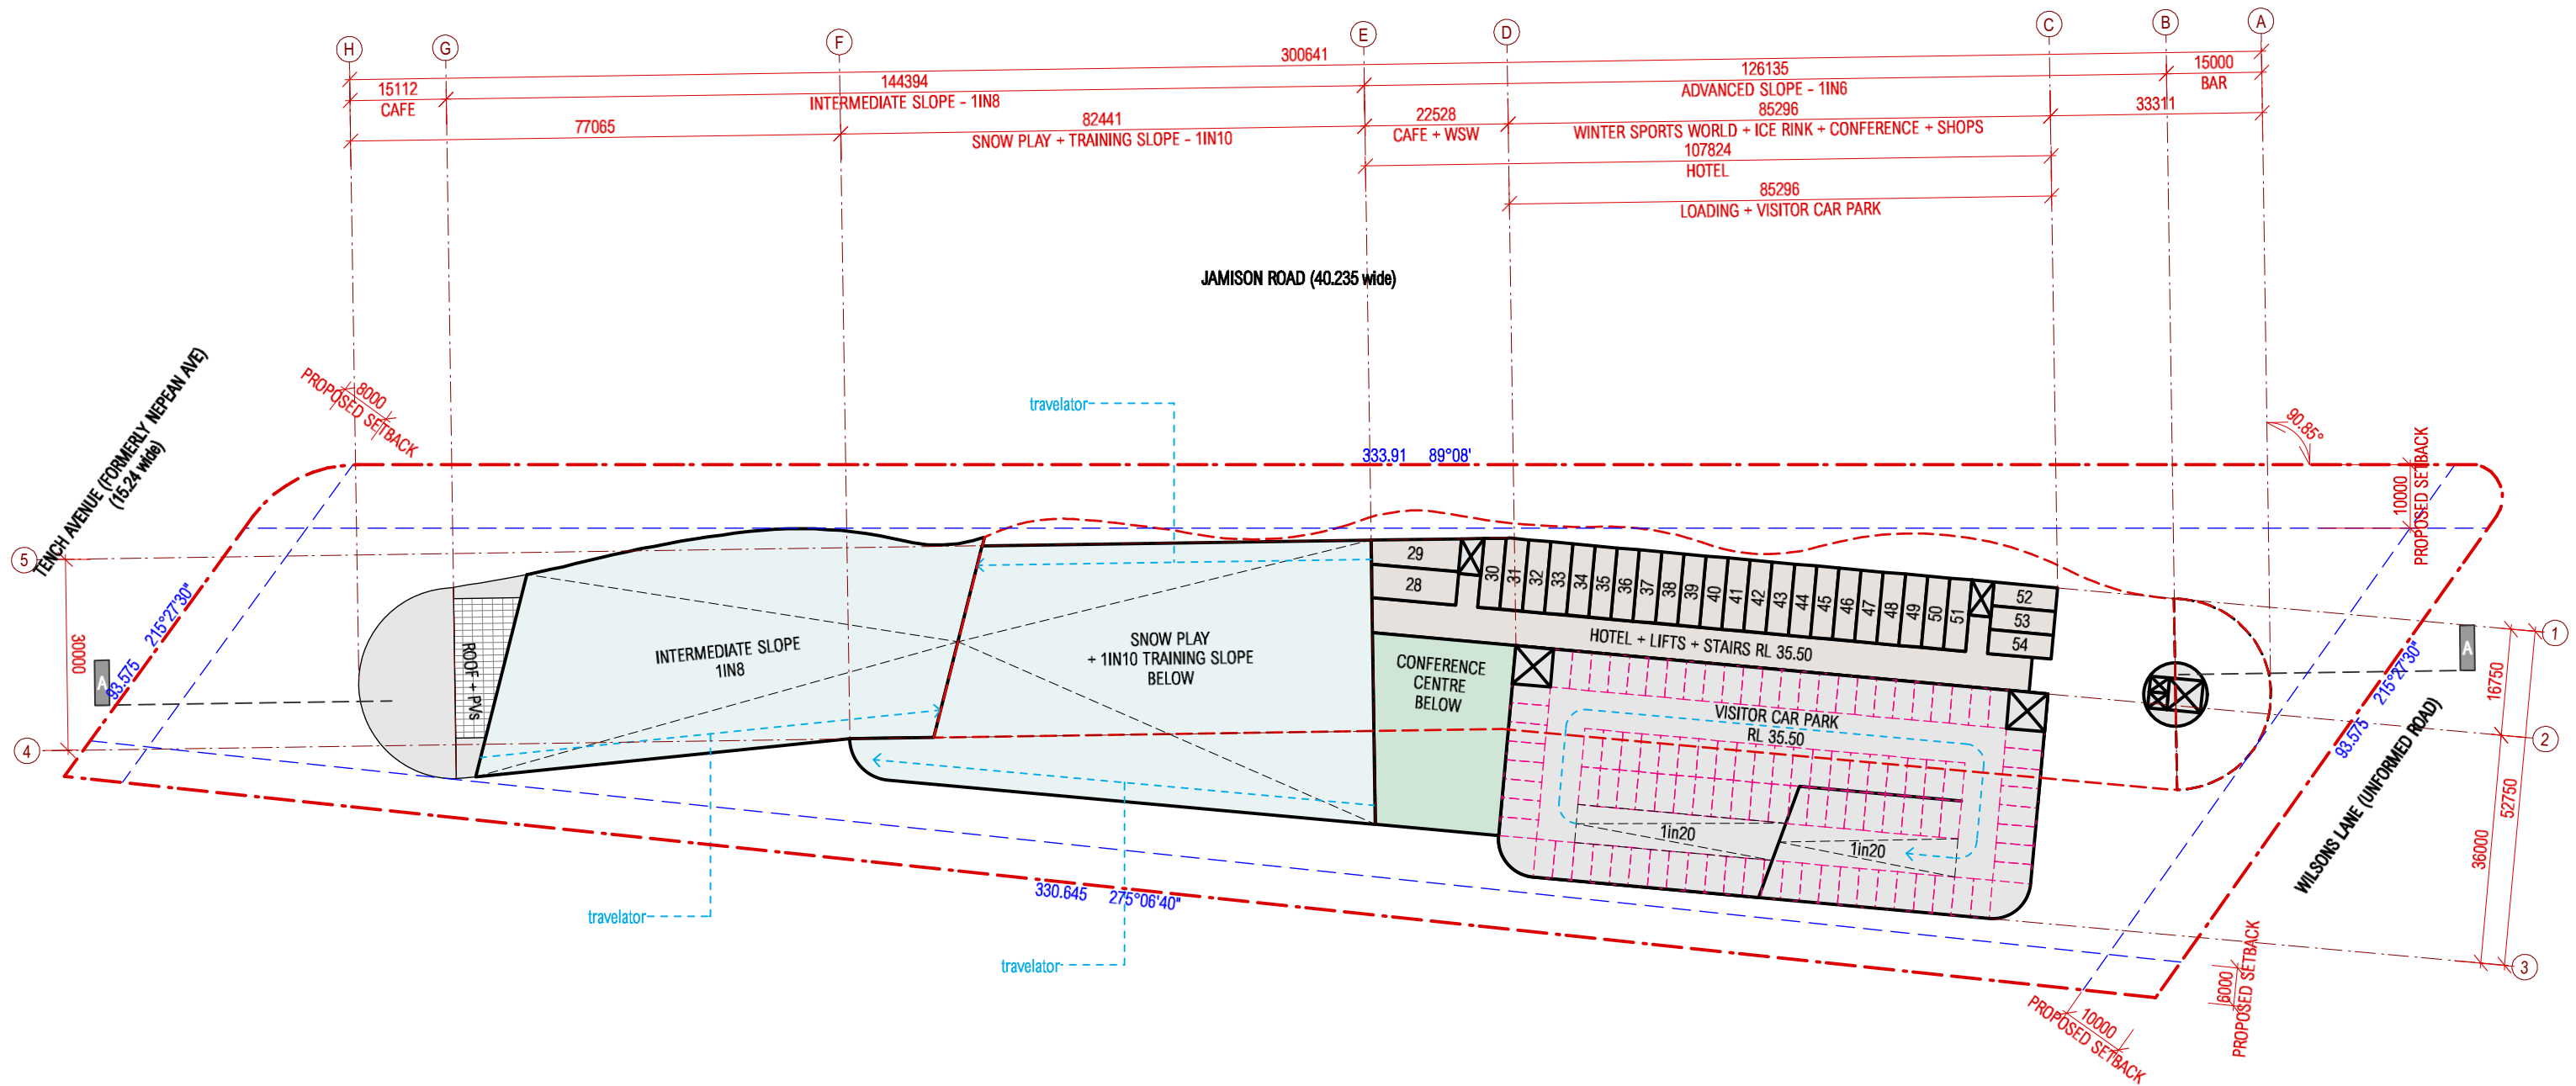 H
G
F
E
D
C
B
A
300641
15112
CAFE
144394
INTERMEDIATE SLOPE - 1IN8
126135
ADVANCED SLOPE - 1IN6
15000
BAR
77065
82441
SNOW PLAY + TRAINING SLOPE - 1IN10
22528
CAFE + WSW
85296
WINTER SPORTS WORLD + ICE RINK + CONFERENCE + SHOPS
33311
107824
HOTEL
85296
LOADING + VISITOR CAR PARK
JAMISON ROAD (40.235 wide)
TENCH AVENUE (FORMERLY NEPEAN AVE)
(15.24 wide)
8000
PROPOSED SETBACK
travelator
333.91 89°08'
90.85°
10000
PROPOSED SETBACK
5
4
30000
A
93.575 215°27'30"
ROOF + PVs
INTERMEDIATE SLOPE
1IN8
SNOW PLAY
+ 1IN10 TRAINING SLOPE
BELOW
29
28
30
31
32
33
34
35
36
37
38
39
40
41
42
43
44
45
46
47
48
49
50
51
52
53
54
HOTEL + LIFTS + STAIRS RL 35.50
CONFERENCE
CENTRE
BELOW
VISITOR CAR PARK
RL 35.50
1in20
1in20
A
93.575 215°27'30"
WILSONS LANE (UNFORMED ROAD)
1
2
3
16750
36000
52750
travelator
travelator
330.645 275°06'40"
6000
PROPOSED SETBACK
10000
PROPOSED SETBACK